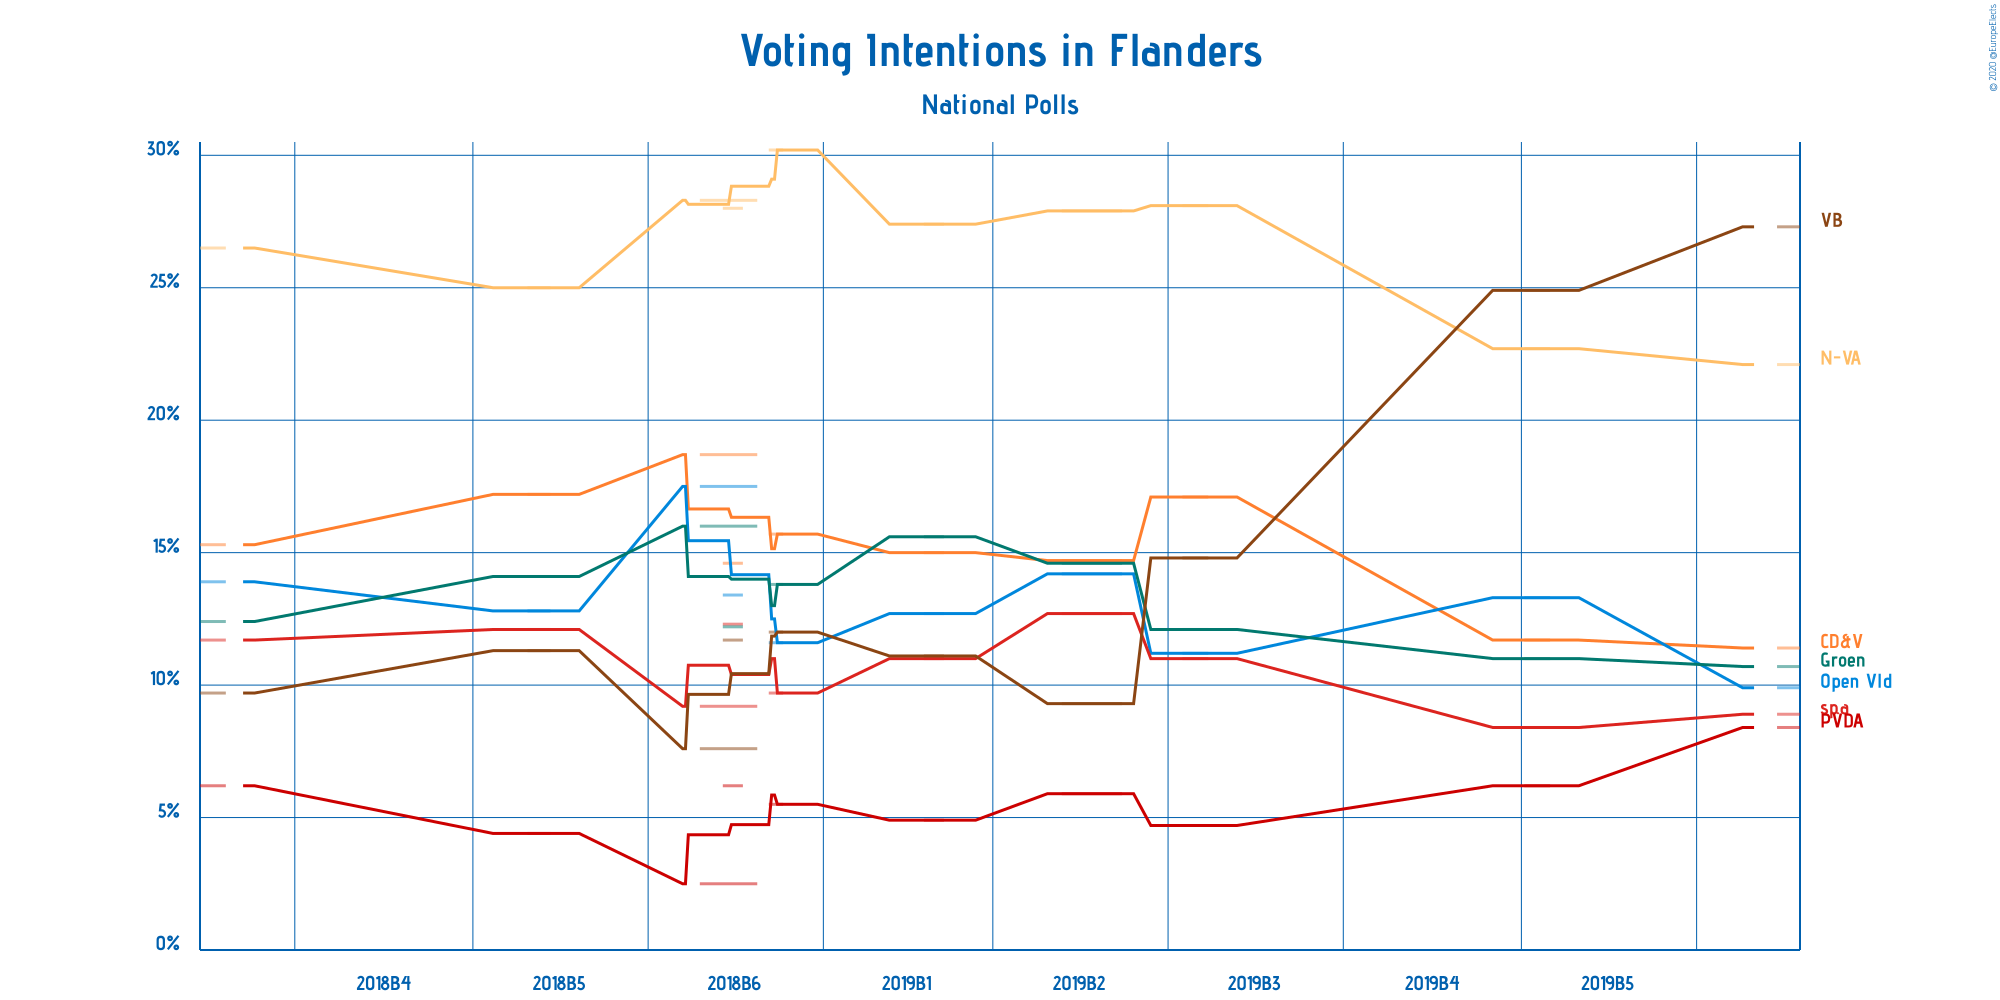 © 2020 @EuropeElects
Voting Intentions in Flanders
National Polls
30%
25%
20%
15%
10%
5%
0%
VB
N-VA
CD&V
Groen
Open Vld
spa
PVDA
2018B4
2018B5
2018B6
2019B1
2019B2
2019B3
2019B4
2019B5